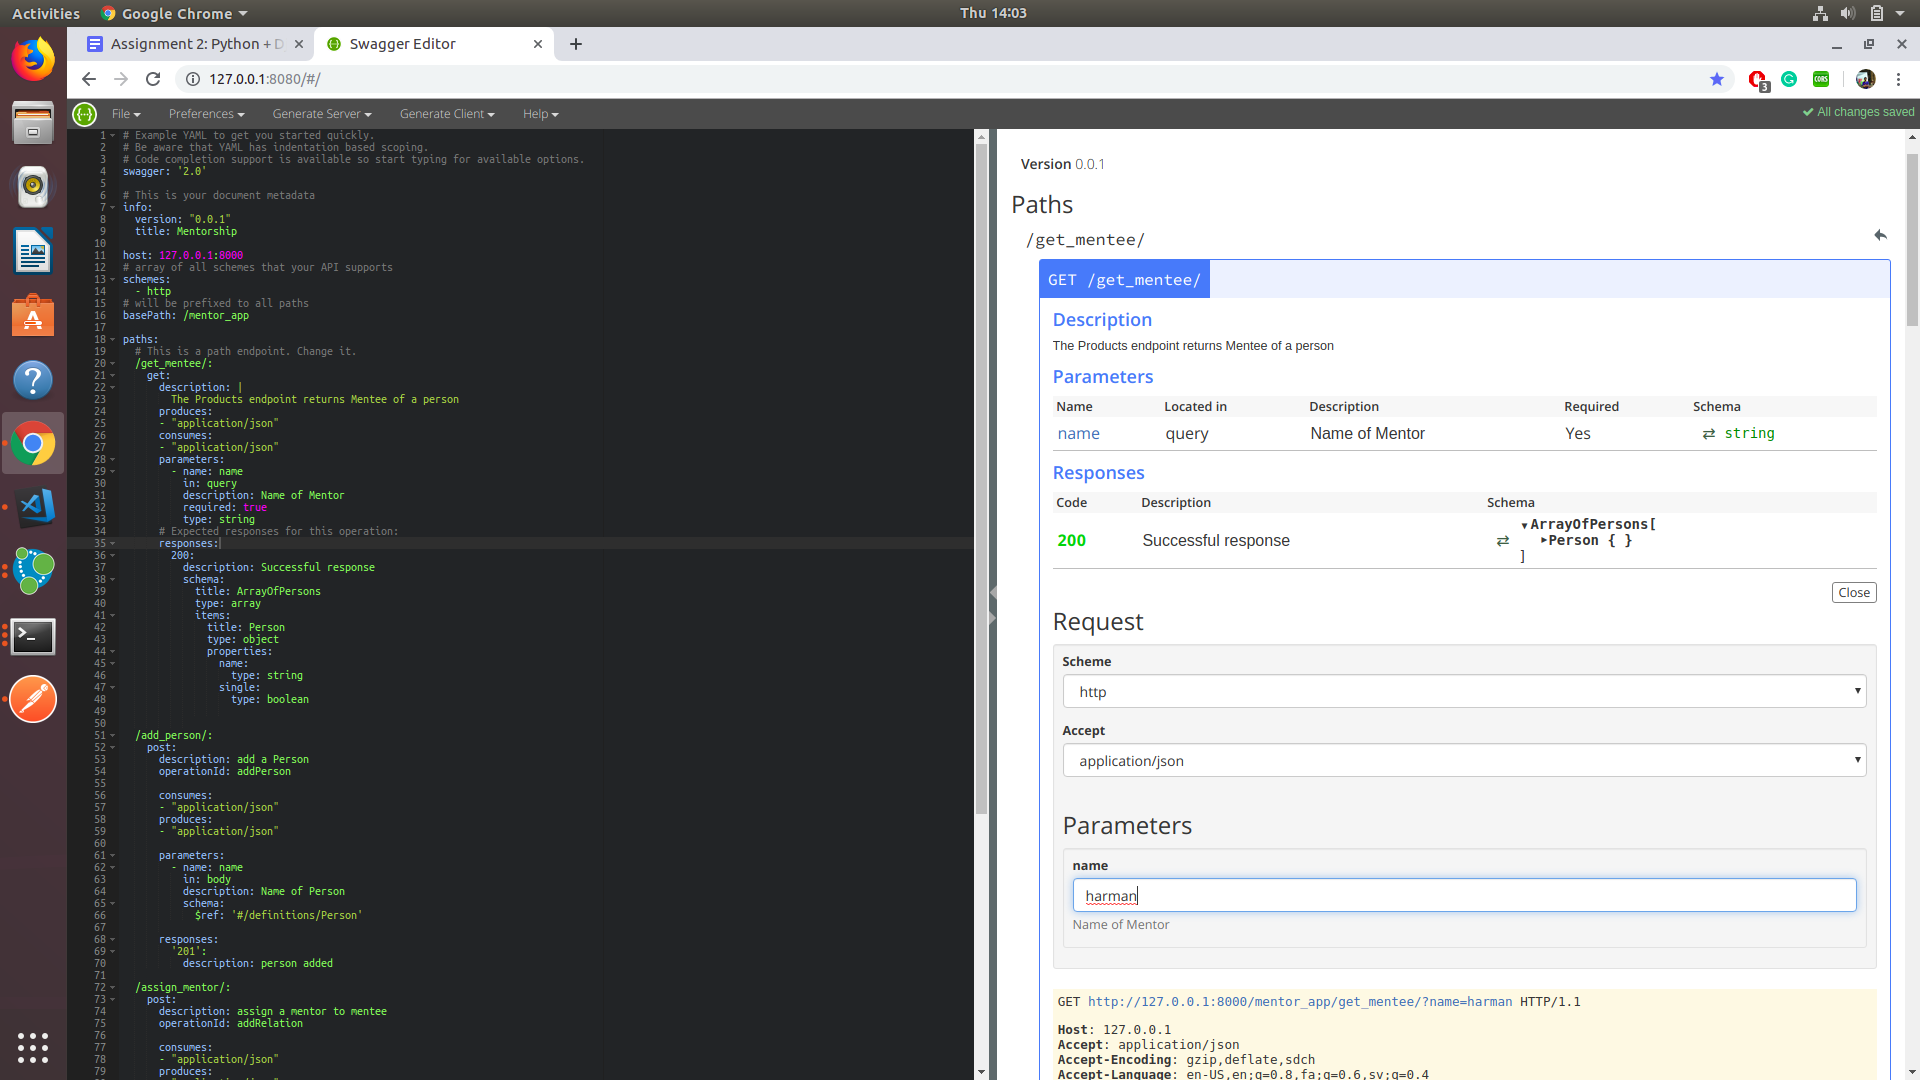 Activities
Google Chrome
Thu 14:03
Assignment 2: Python + D
Swagger Editor
127.0.0.1:8080/#/
3
CORS
File
Preferences
Generate Server
Generate Client
Help
All changes saved
1 # Example YAML to get you started quickly.
2 # Be aware that YAML has indentation based scoping.
3 # Code completion support is available so start typing for available options.
4 swagger: '2.0'
5
6 # This is your document metadata
7 info:
8 version: "0.0.1"
9 title: Mentorship
10
11 host: 127.0.0.1:8000
12 # array of all schemes that your API supports
13 schemes:
14 - http
15 # will be prefixed to all paths
16 basePath: /mentor_app
17
18 paths:
19 # This is a path endpoint. Change it.
20 /get_mentee/:
21 get:
22 description: |
23 The Products endpoint returns Mentee of a person
24 produces:
25 - "application/json"
26 consumes:
27 - "application/json"
28 parameters:
29 - name: name
30 in: query
31 description: Name of Mentor
32 required: true
33 type: string
34 # Expected responses for this operation:
35 responses:
36 200:
37 description: Successful response
38 schema:
39 title: ArrayOfPersons
40 type: array
41 items:
42 title: Person
43 type: object
44 properties:
45 name:
46 type: string
47 single:
48 type: boolean
49
50
51 /add_person/:
52 post:
53 description: add a Person
54 operationId: addPerson
55
56 consumes:
57 - "application/json"
58 produces:
59 - "application/json"
60
61 parameters:
62 - name: name
63 in: body
64 description: Name of Person
65 schema:
66 $ref: '#/definitions/Person'
67
68 responses:
69 '201':
70 description: person added
71
72 /assign_mentor/:
73 post:
74 description: assign a mentor to mentee
75 operationId: addRelation
76
77 consumes:
78 - "application/json"
79 produces:
Version 0.0.1
Paths
/get_mentee/
GET /get_mentee/
Description
The Products endpoint returns Mentee of a person
Parameters
Name Located in Description Required Schema
name query Name of Mentor Yes ⇄ string
Responses
Code Description Schema
200 Successful response ⇄ ▾ArrayOfPersons[
▸Person { }
]
Close
Request
Scheme
http
Accept
application/json
Parameters
name
harman
Name of Mentor
GET http://127.0.0.1:8000/mentor_app/get_mentee/?name=harman HTTP/1.1
Host: 127.0.0.1
Accept: application/json
Accept-Encoding: gzip,deflate,sdch
Accept-Language: en-US,en;q=0.8,fa;q=0.6,sv;q=0.4